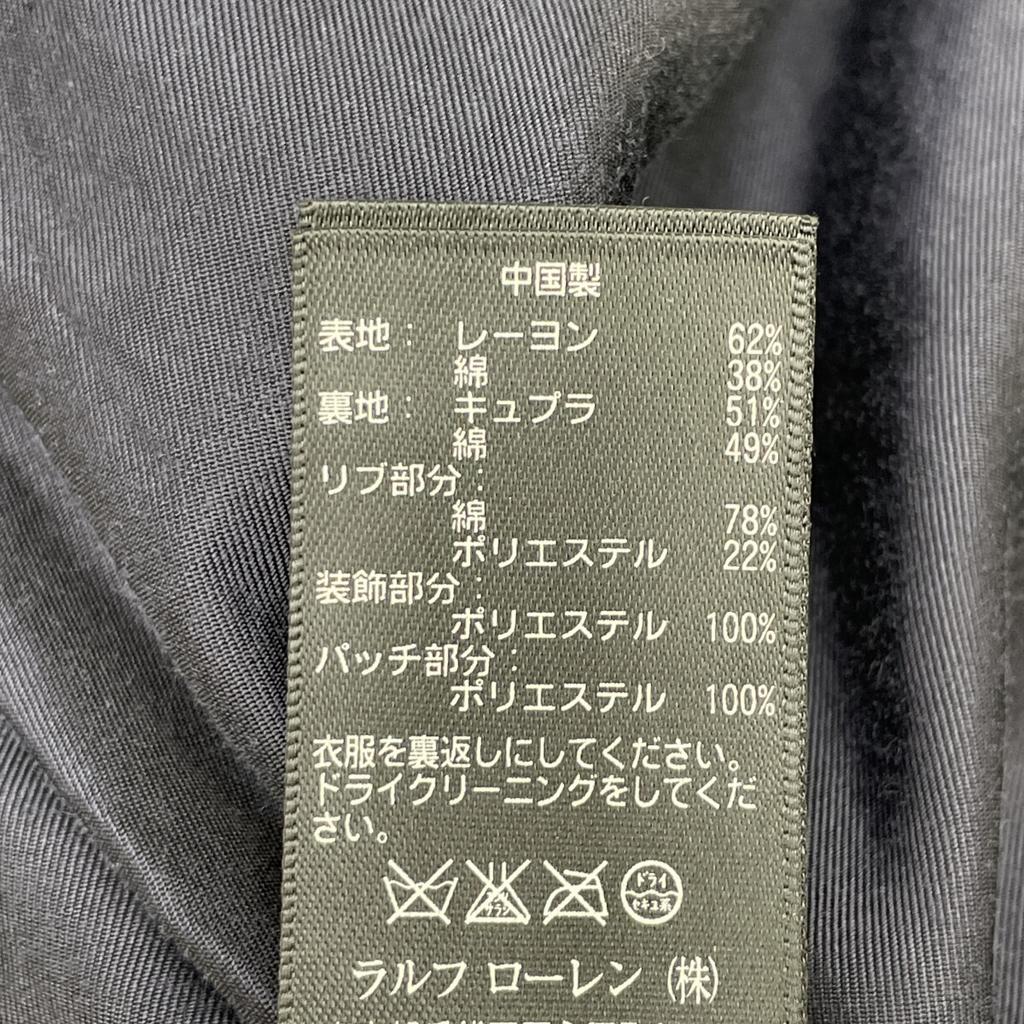 中国製
表地: レーヨン 62%
綿 38%
裏地: キュプラ 51%
綿 49%
リブ部分:
綿 78%
ポリエステル 22%
装飾部分:
ポリエステル 100%
パッチ部分:
ポリエステル 100%
衣服を裏返しにしてください。
ドライクリーニングをしてくだ
さい。
ドライ
セキユ系
ラルフ ローレン (株)